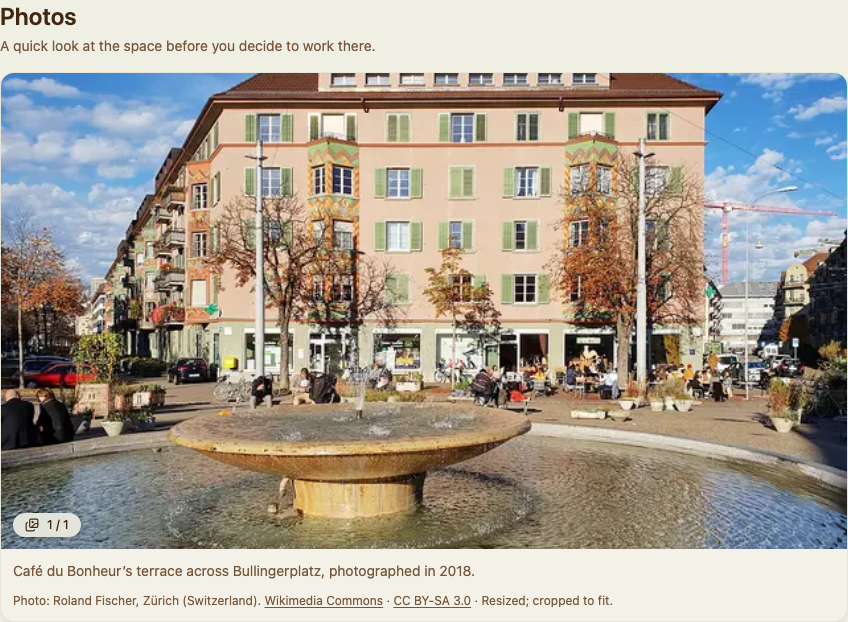 Photos
A quick look at the space before you decide to work there.
1 / 1
Café du Bonheur’s terrace across Bullingerplatz, photographed in 2018.
Photo: Roland Fischer, Zürich (Switzerland). Wikimedia Commons · CC BY-SA 3.0 · Resized; cropped to fit.